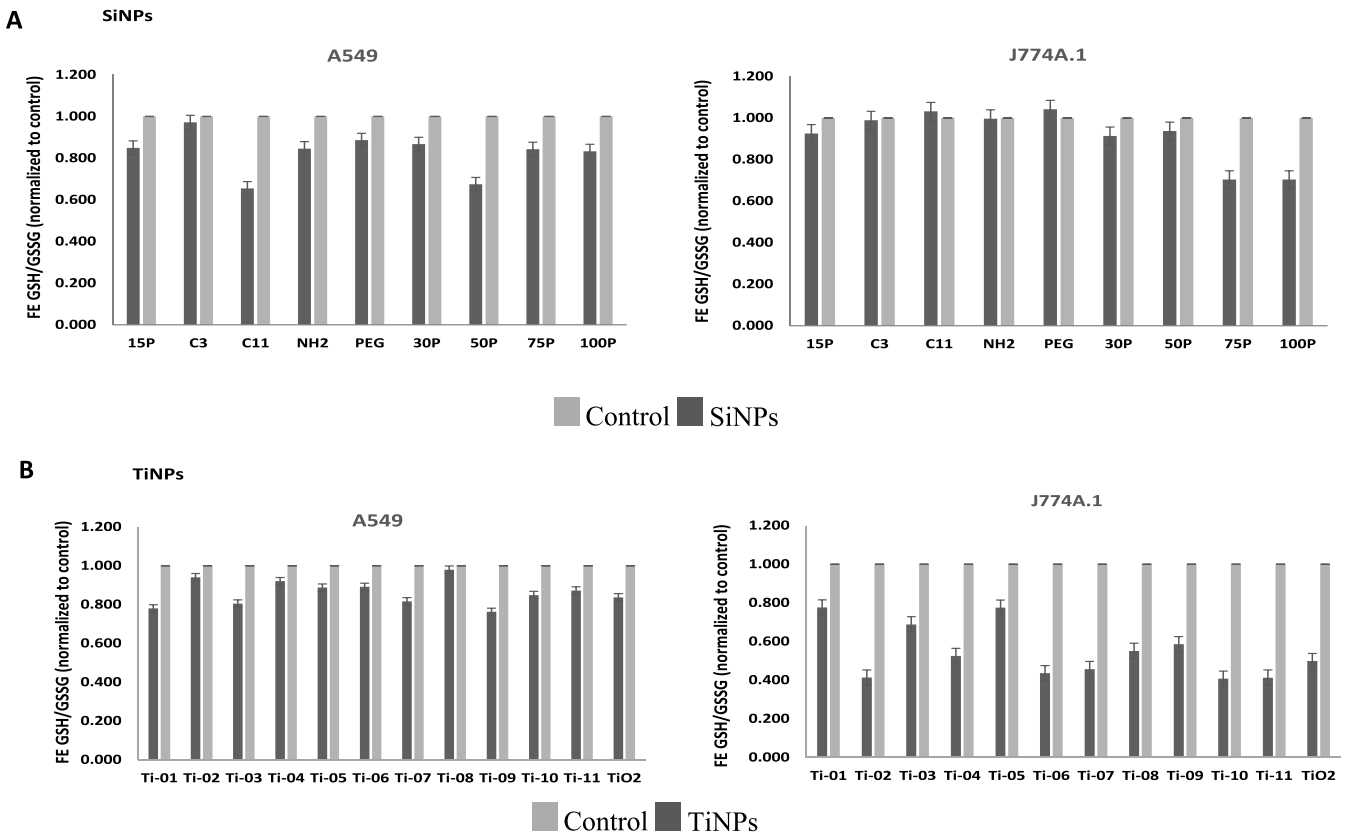 A
SiNPs
A549
FE GSH/GSSG (normalized to control)
1.200
1.000
0.800
0.600
0.400
0.200
0.000
15P C3 C11 NH2 PEG 30P 50P 75P 100P
J774A.1
FE GSH/GSSG (normalized to control)
1.200
1.000
0.800
0.600
0.400
0.200
0.000
15P C3 C11 NH2 PEG 30P 50P 75P 100P
Control SiNPs
B
TiNPs
A549
FE GSH/GSSG (normalized to control)
1.200
1.000
0.800
0.600
0.400
0.200
0.000
Ti-01 Ti-02 Ti-03 Ti-04 Ti-05 Ti-06 Ti-07 Ti-08 Ti-09 Ti-10 Ti-11 TiO2
J774A.1
FE GSH/GSSG (normalized to control)
1.200
1.000
0.800
0.600
0.400
0.200
0.000
Ti-01 Ti-02 Ti-03 Ti-04 Ti-05 Ti-06 Ti-07 Ti-08 Ti-09 Ti-10 Ti-11 TiO2
Control TiNPs